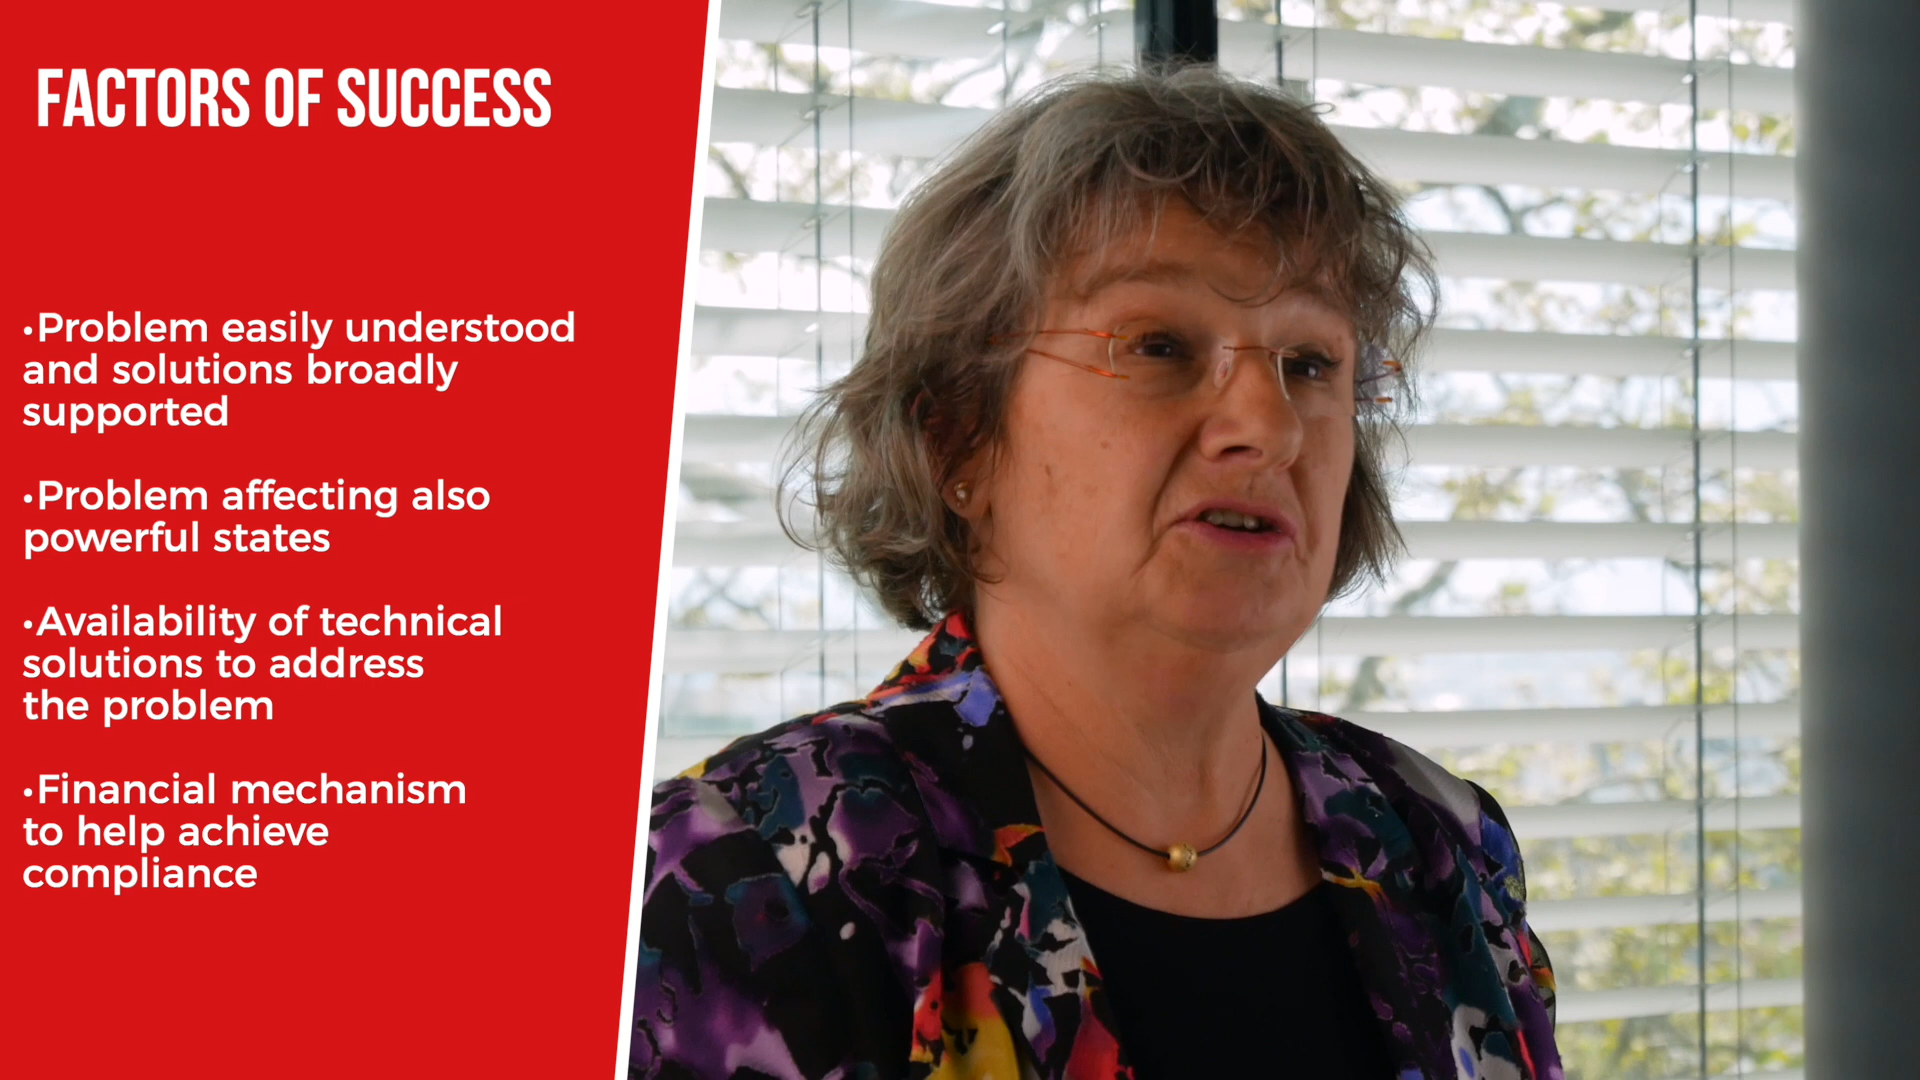 FACTORS OF SUCCESS
•Problem easily understood
and solutions broadly
supported
•Problem affecting also
powerful states
•Availability of technical
solutions to address
the problem
•Financial mechanism
to help achieve
compliance